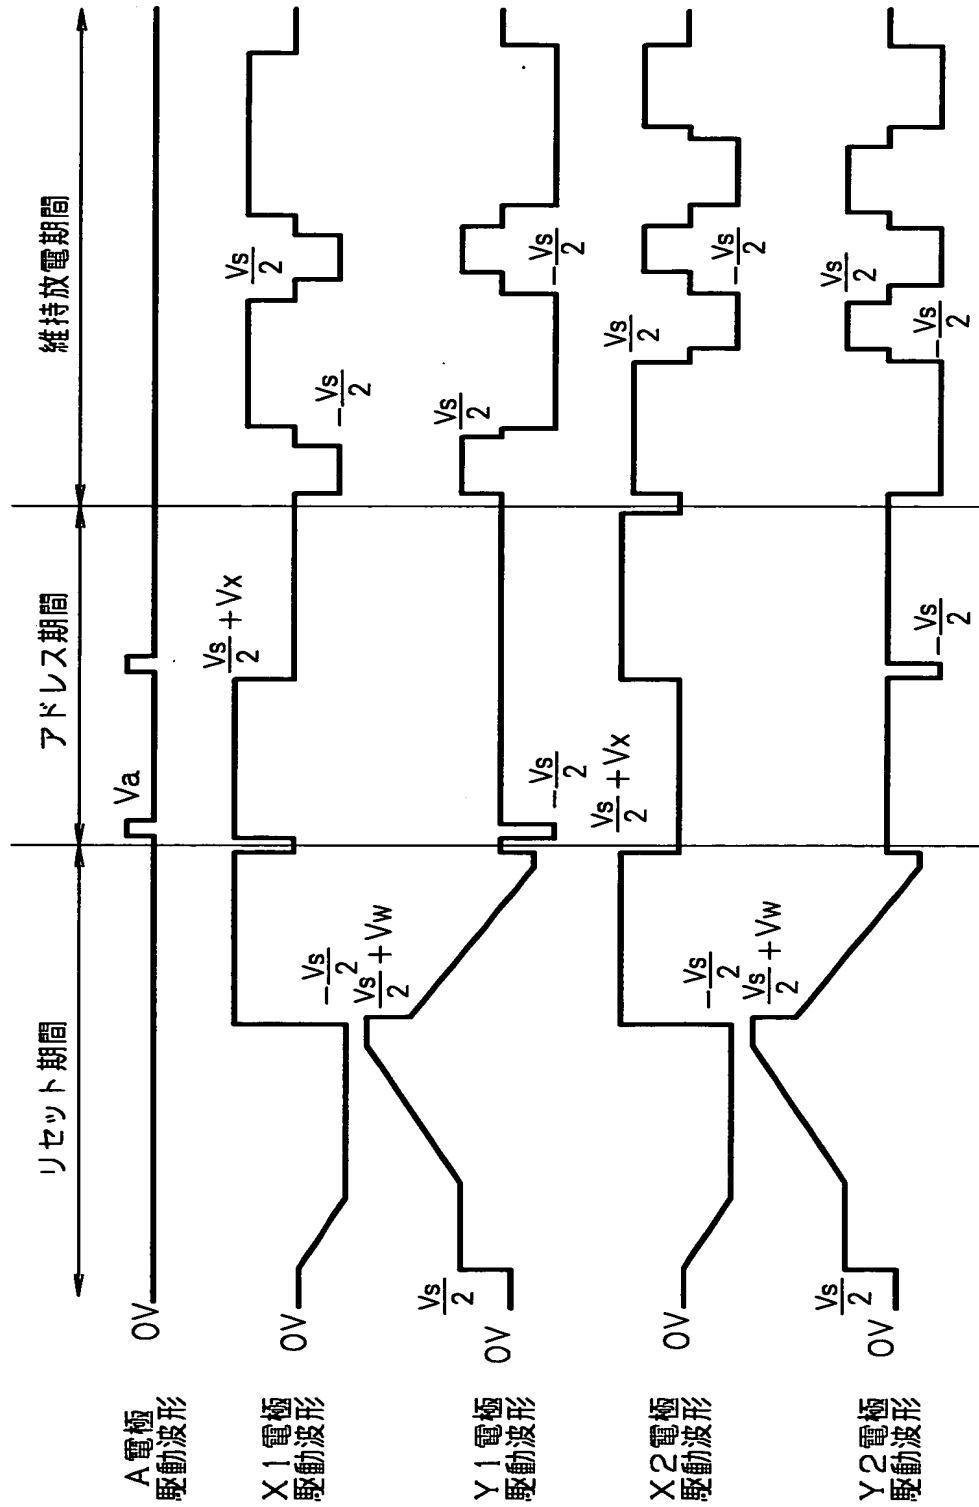 リセット期間
アドレス期間
維持放電期間
A電極
駆動波形
0V
Va
X1電極
駆動波形
0V
-Vs/2
Vs/2+Vx
-Vs/2
Vs/2
Y1電極
駆動波形
0V
Vs/2
Vs/2+Vw
-Vs/2
Vs/2
-Vs/2
X2電極
駆動波形
0V
-Vs/2
Vs/2+Vx
Vs/2
-Vs/2
Y2電極
駆動波形
0V
Vs/2
Vs/2+Vw
-Vs/2
-Vs/2
Vs/2